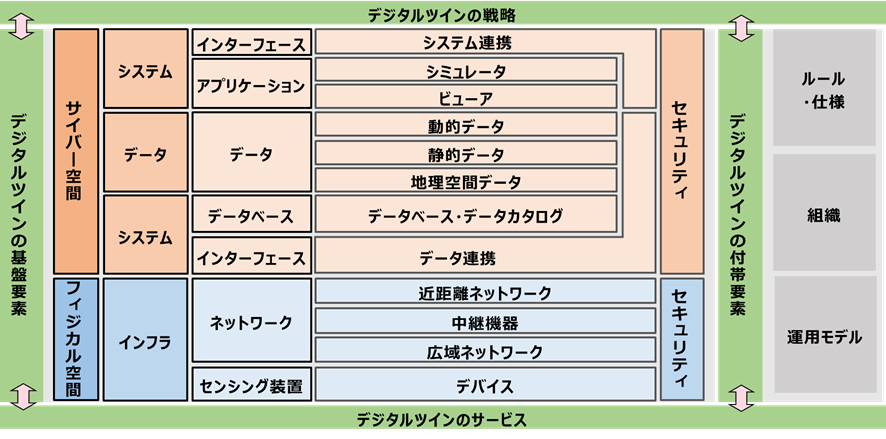 デジタルツインの戦略
デジタルツインの基盤要素
サイバー空間
システム
インターフェース
システム連携
アプリケーション
シミュレータ
ビューア
データ
データ
動的データ
静的データ
地理空間データ
システム
データベース
データベース・データカタログ
インターフェース
データ連携
セキュリティ
フィジカル空間
インフラ
ネットワーク
近距離ネットワーク
中継機器
広域ネットワーク
センシング装置
デバイス
セキュリティ
デジタルツインの付帯要素
ルール
・仕様
組織
運用モデル
デジタルツインのサービス